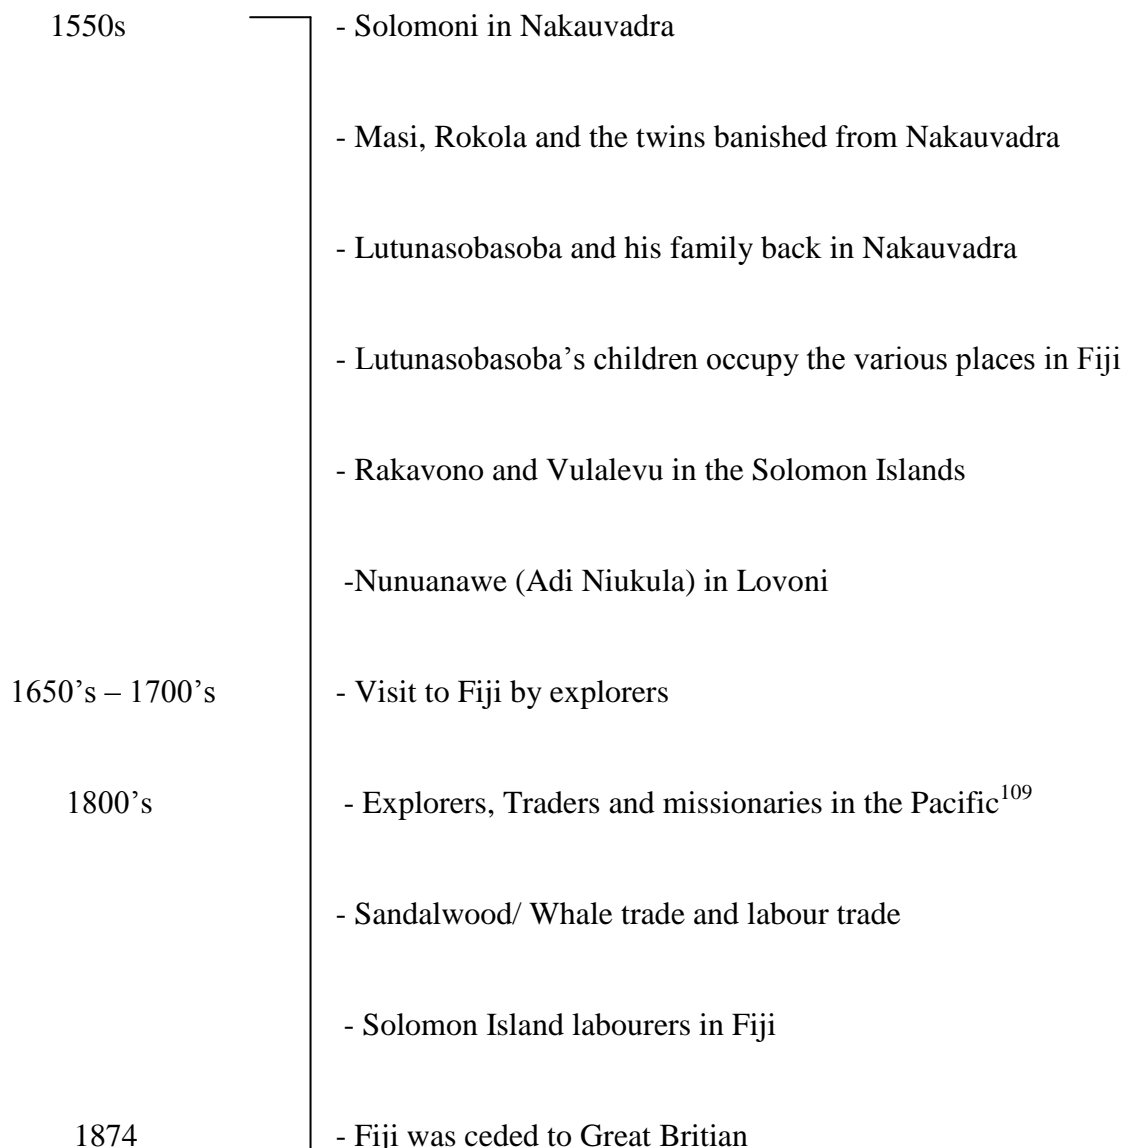 1550s - Solomoni in Nakauvadra
- Masi, Rokola and the twins banished from Nakauvadra
- Lutunasobasoba and his family back in Nakauvadra
- Lutunasobasoba’s children occupy the various places in Fiji
- Rakavono and Vulalevu in the Solomon Islands
-Nunuanawe (Adi Niukula) in Lovoni
1650’s – 1700’s - Visit to Fiji by explorers
1800’s - Explorers, Traders and missionaries in the Pacific109
- Sandalwood/ Whale trade and labour trade
- Solomon Island labourers in Fiji
1874 - Fiji was ceded to Great Britian